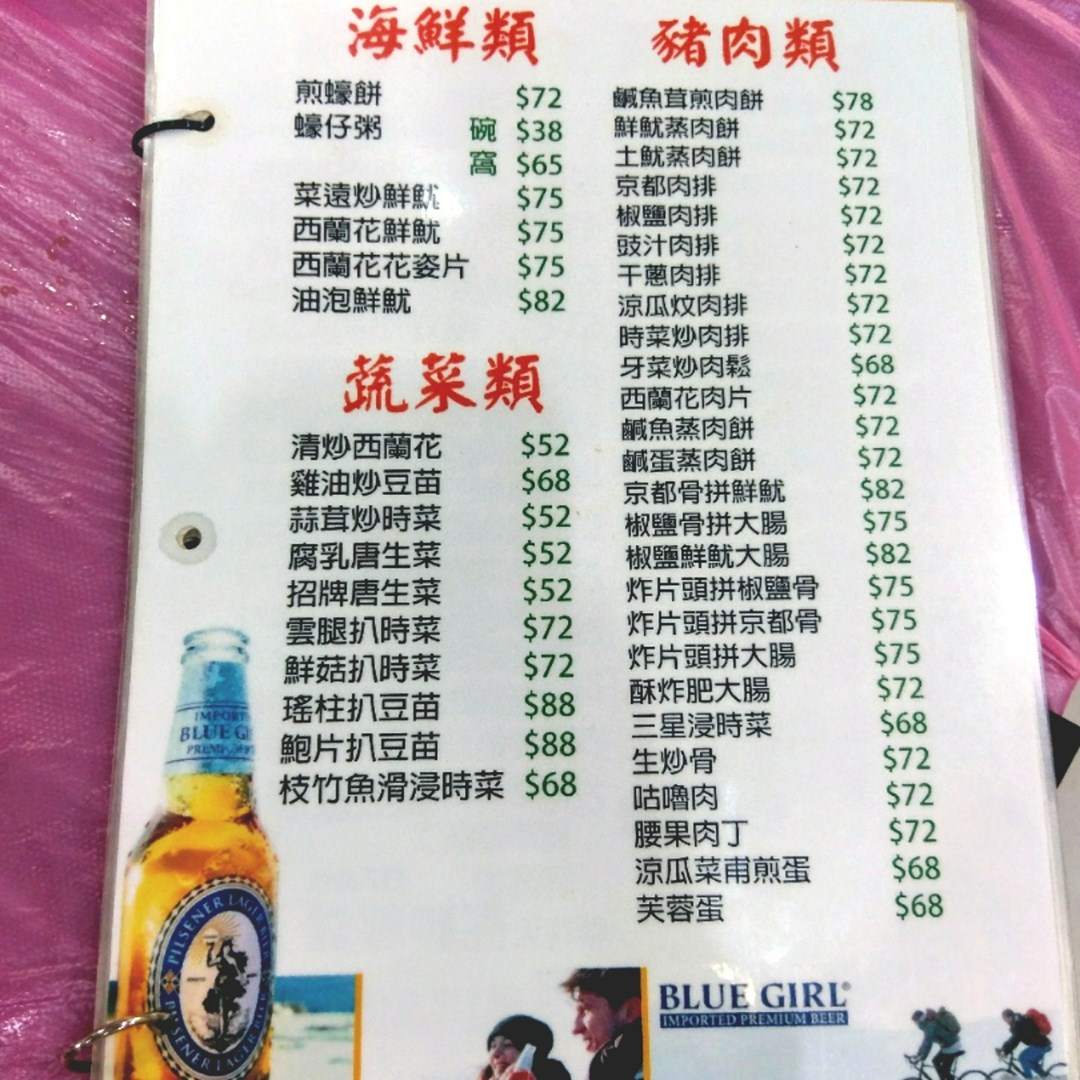 海鮮類
煎蠔餅 $72
蠔仔粥 碗 $38
窩 $65
菜遠炒鮮魷 $75
西蘭花鮮魷 $75
西蘭花花姿片 $75
油泡鮮魷 $82
蔬菜類
清炒西蘭花 $52
雞油炒豆苗 $68
蒜茸炒時菜 $52
腐乳唐生菜 $52
招牌唐生菜 $52
雲腿扒時菜 $72
鮮菇扒時菜 $72
瑤柱扒豆苗 $88
鮑片扒豆苗 $88
枝竹魚滑浸時菜 $68
豬肉類
鹹魚茸煎肉餅 $78
鮮魷蒸肉餅 $72
土魷蒸肉餅 $72
京都肉排 $72
椒鹽肉排 $72
豉汁肉排 $72
干蔥肉排 $72
涼瓜炆肉排 $72
時菜炒肉排 $72
牙菜炒肉鬆 $68
西蘭花肉片 $72
鹹魚蒸肉餅 $72
鹹蛋蒸肉餅 $72
京都骨拼鮮魷 $82
椒鹽骨拼大腸 $75
椒鹽鮮魷大腸 $82
炸片頭拼椒鹽骨 $75
炸片頭拼京都骨 $75
炸片頭拼大腸 $75
酥炸肥大腸 $72
三星浸時菜 $68
生炒骨 $72
咕嚕肉 $72
腰果肉丁 $72
涼瓜菜甫煎蛋 $68
芙蓉蛋 $68
IMPORT
BLUE GI
PREMI
PILSENER LAGER BEER
PILSENER LAGER BEER
BLUE GIRL®
IMPORTED PREMIUM BEER